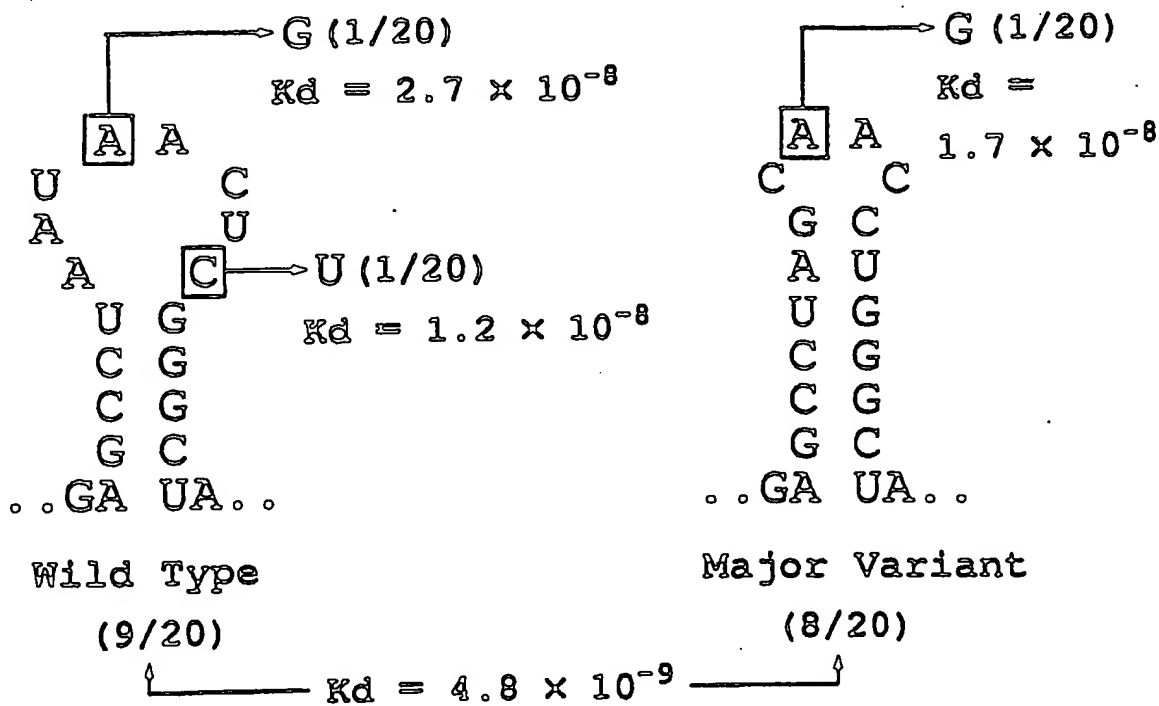 G (1/20) G (1/20)
Kd = 2.7 × 10⁻⁸ Kd =
A A A A 1.7 × 10⁻⁸
U C C C
A U G C
A C U (1/20) A U
U G Kd = 1.2 × 10⁻⁸ U G
C G C G
C G C G
G C G C
..GA UA.. ..GA UA..
Wild Type Major Variant
(9/20) (8/20)
Kd = 4.8 × 10⁻⁹